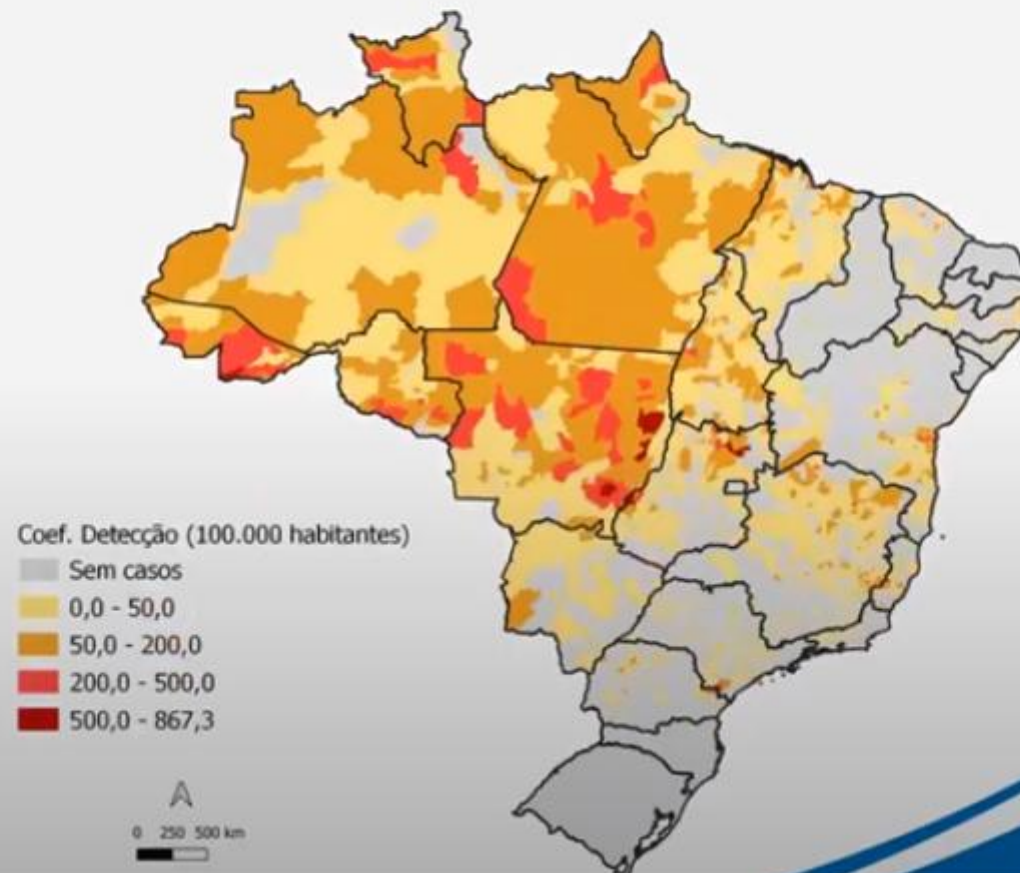 Coef. Detecção (100.000 habitantes)
Sem casos
0,0 - 50,0
50,0 - 200,0
200,0 - 500,0
500,0 - 867,3
0 250 500 km